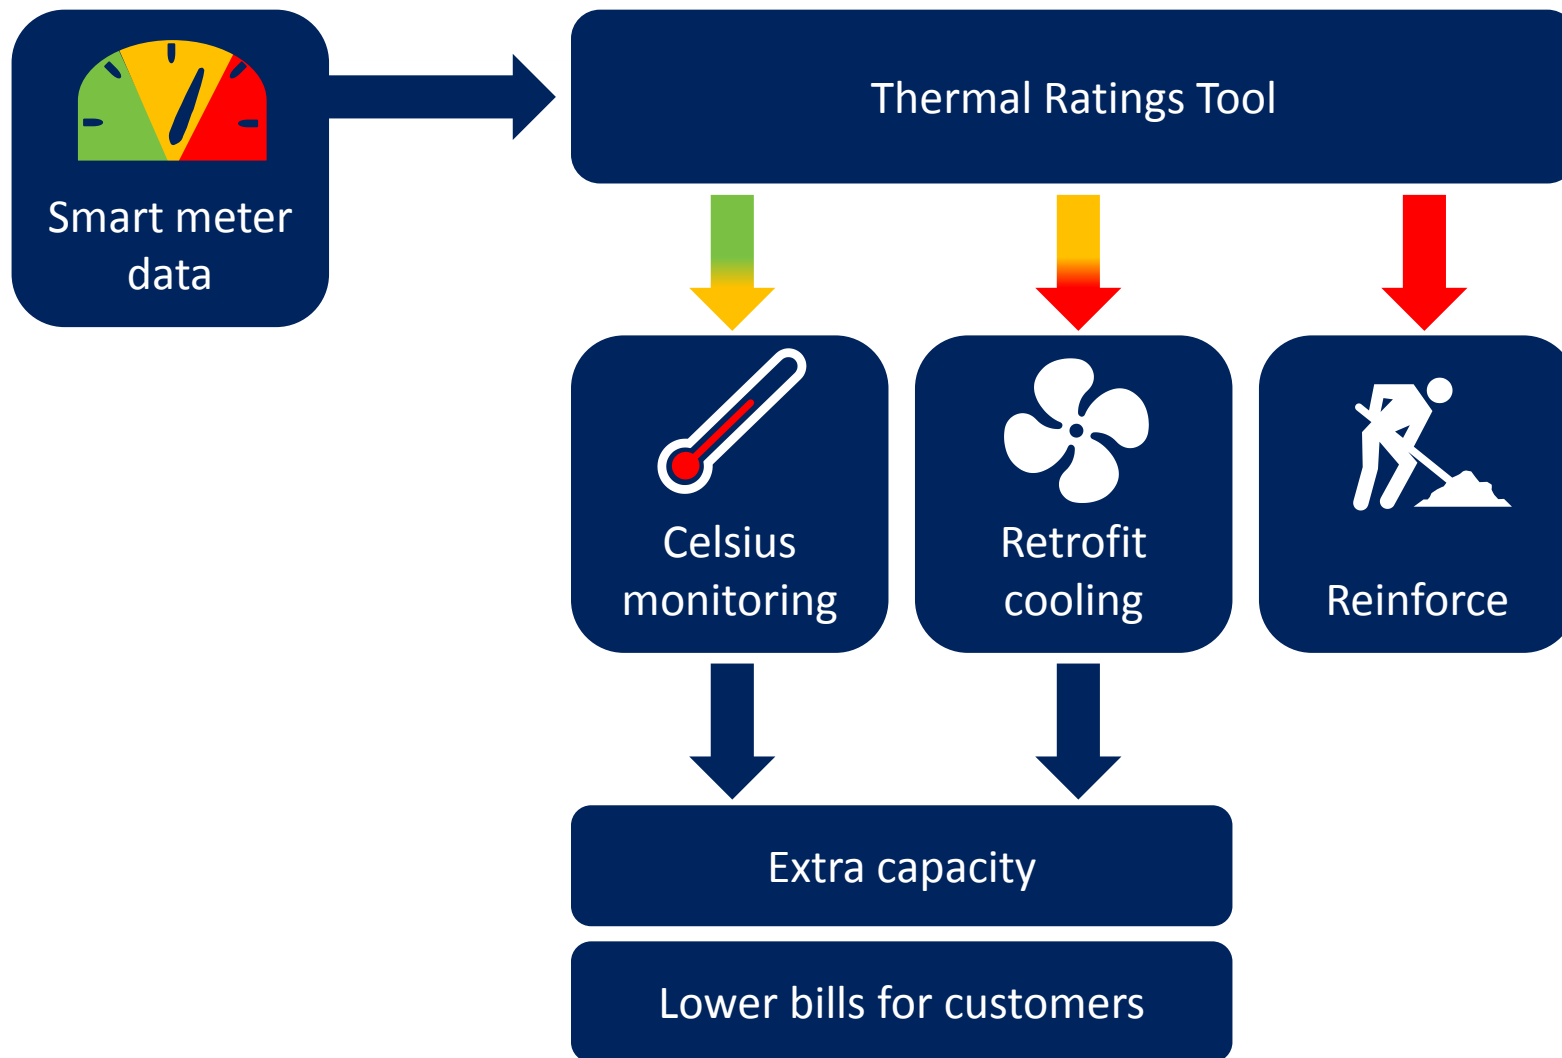 Smart meter
data
Thermal Ratings Tool
Celsius
monitoring
Retrofit
cooling
Reinforce
Extra capacity
Lower bills for customers